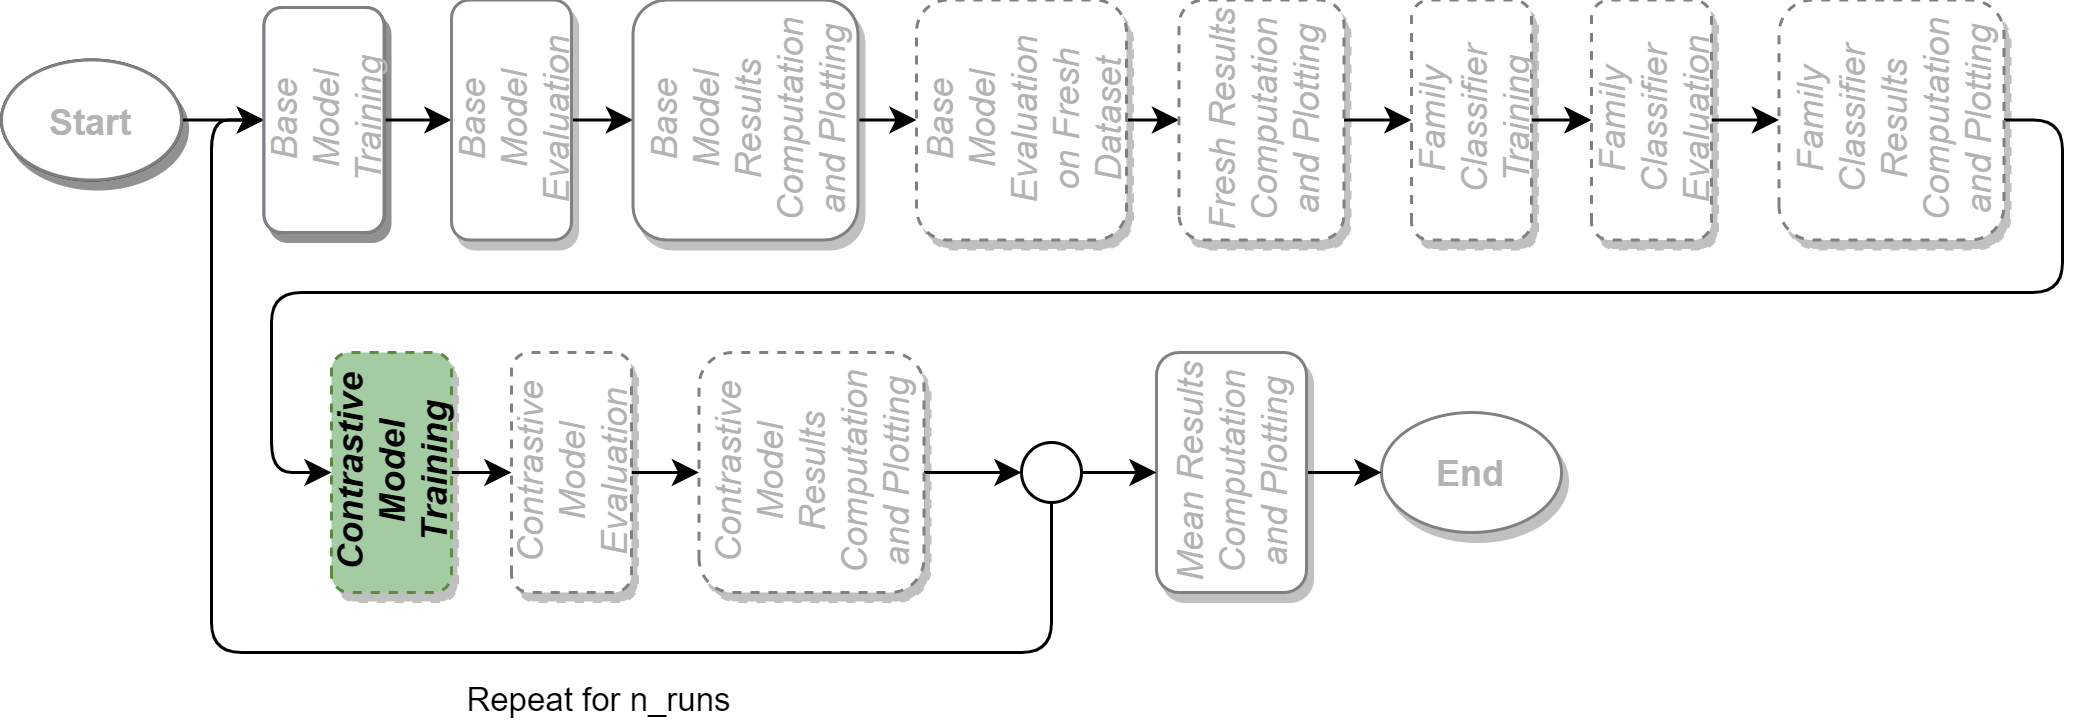 Start
Base
Model
Training
Base
Model
Evaluation
Base
Model
Results
Computation
and Plotting
Base
Model
Evaluation
on Fresh
Dataset
Fresh Results
Computation
and Plotting
Family
Classifier
Training
Family
Classifier
Evaluation
Family
Classifier
Results
Computation
and Plotting
Contrastive
Model
Training
Contrastive
Model
Evaluation
Contrastive
Model
Results
Computation
and Plotting
Mean Results
Computation
and Plotting
End
Repeat for n_runs